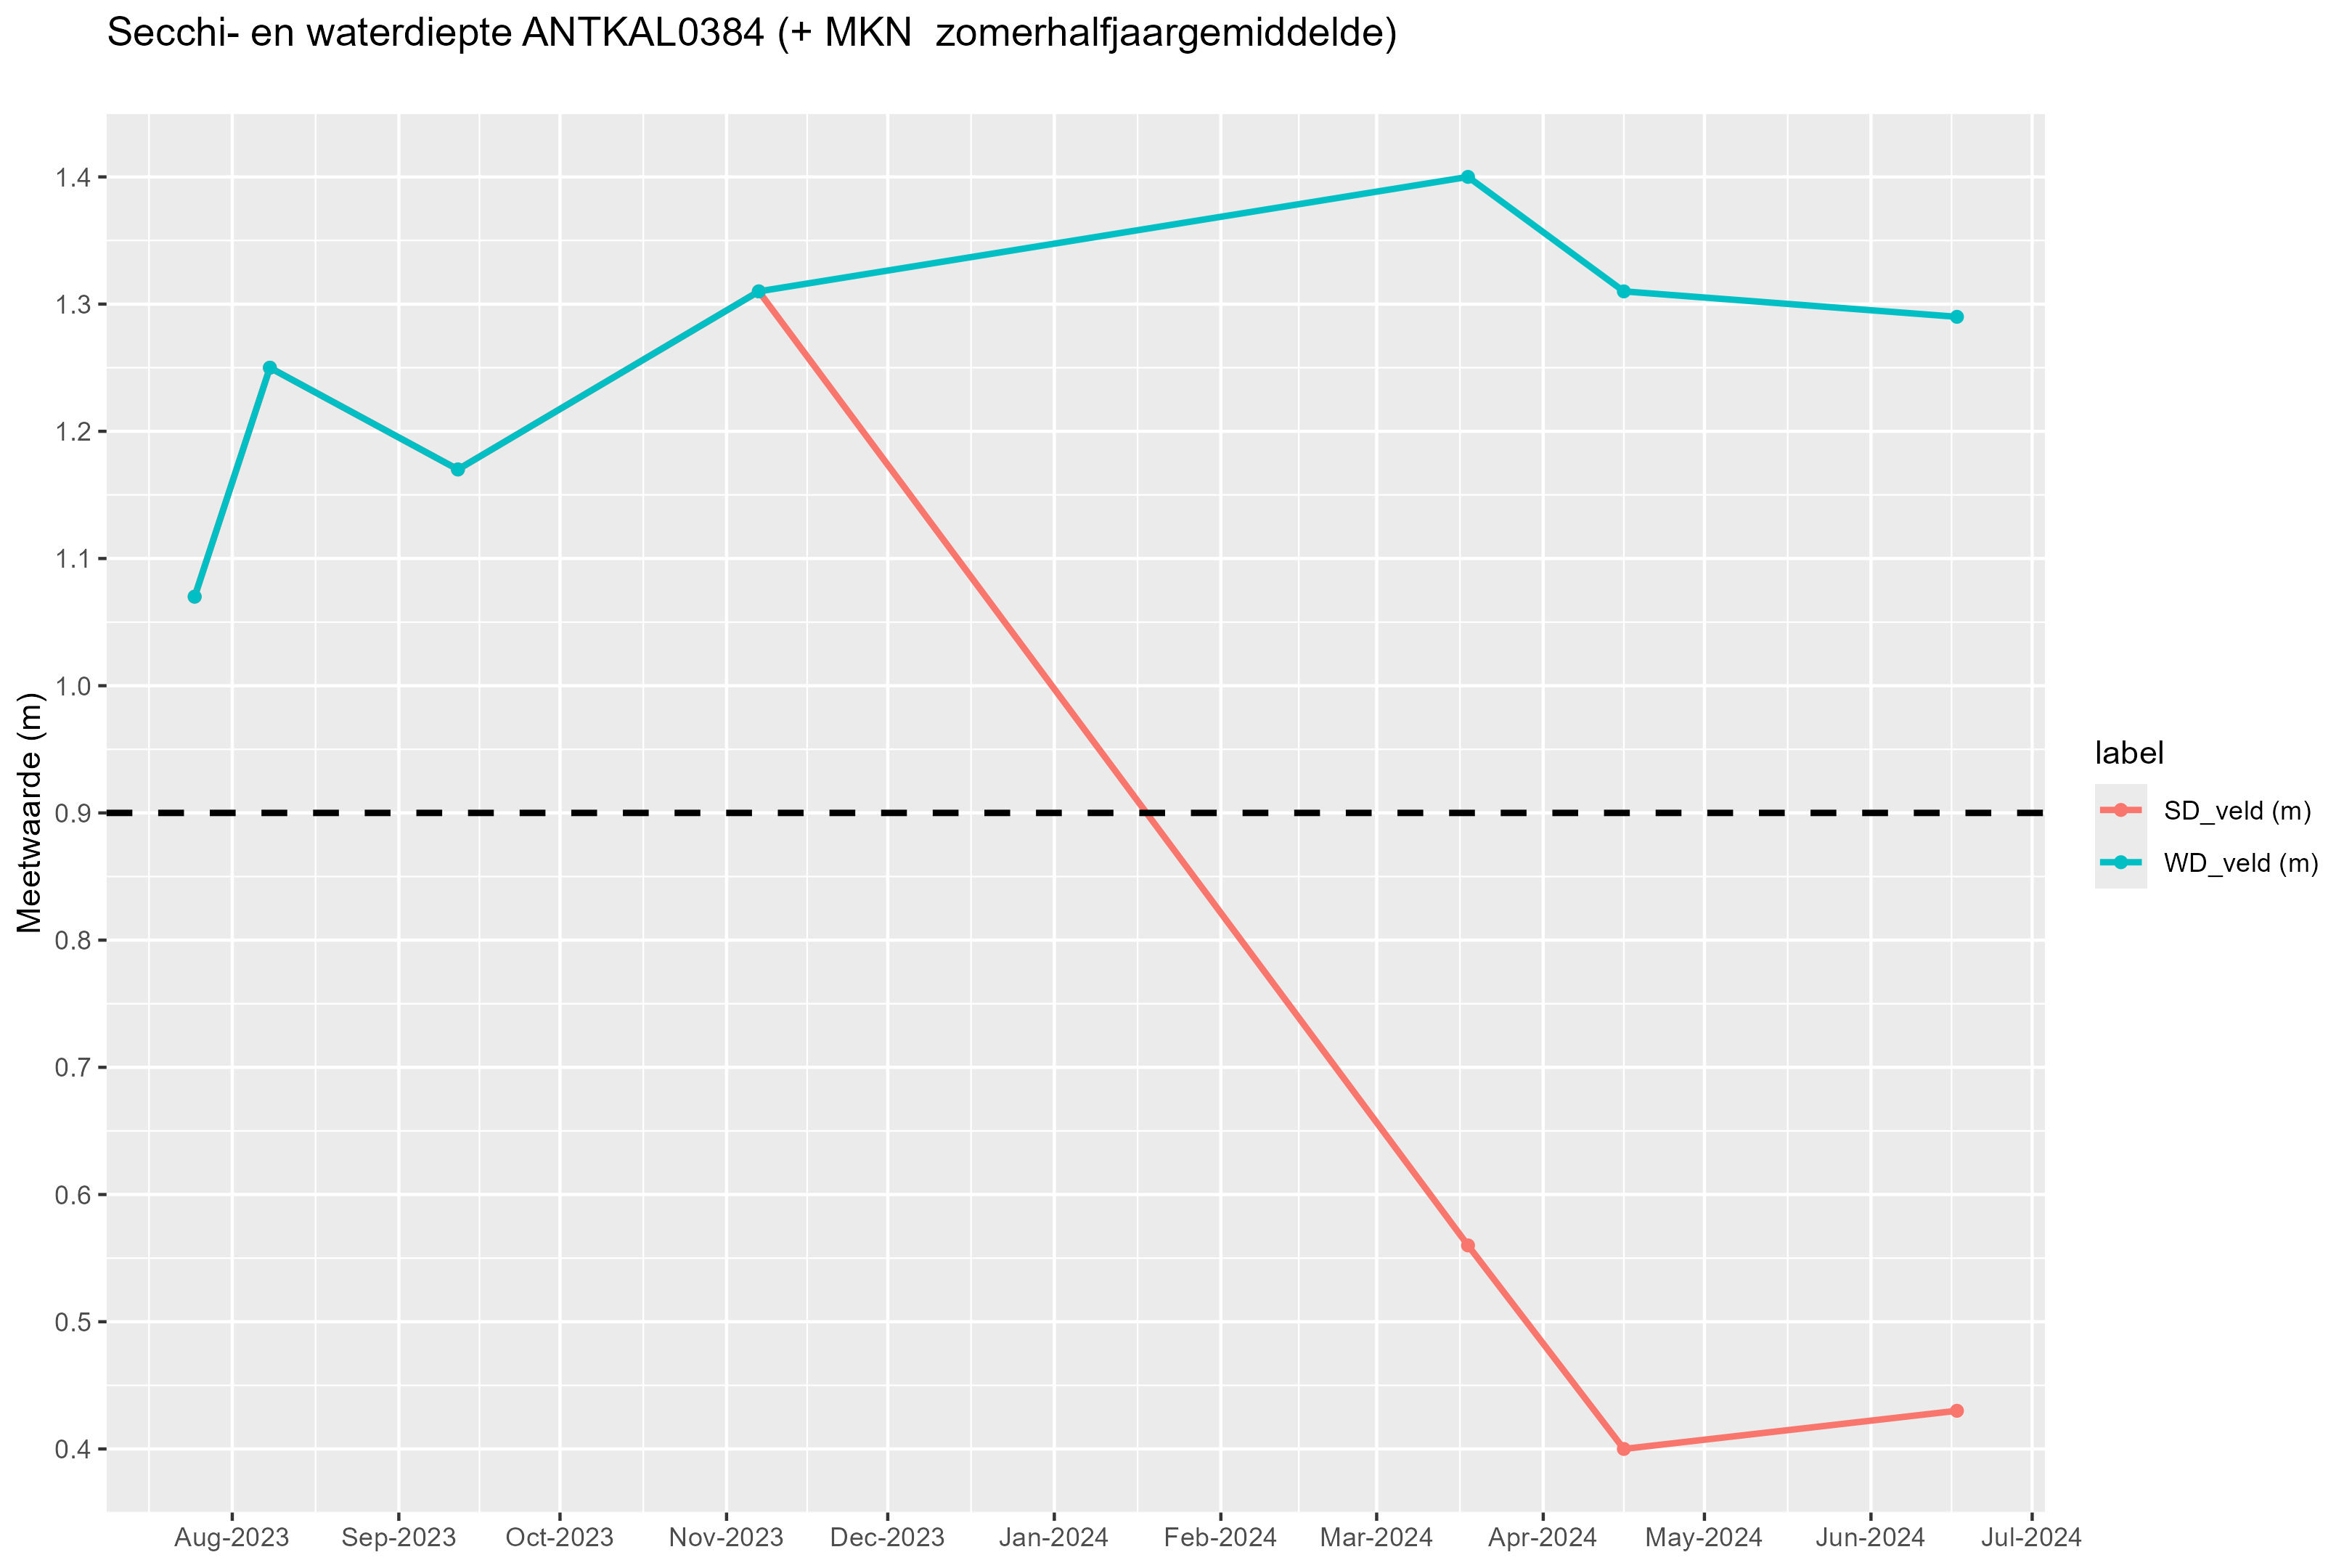 Secchi- en waterdiepte ANTKAL0384 (+ MKN  zomerhalfjaargemiddelde)
Meetwaarde (m)
1.4
1.3
1.2
1.1
1.0
0.9
0.8
0.7
0.6
0.5
0.4
Aug-2023 Sep-2023 Oct-2023 Nov-2023 Dec-2023 Jan-2024 Feb-2024 Mar-2024 Apr-2024 May-2024 Jun-2024 Jul-2024
label
SD_veld (m)
WD_veld (m)